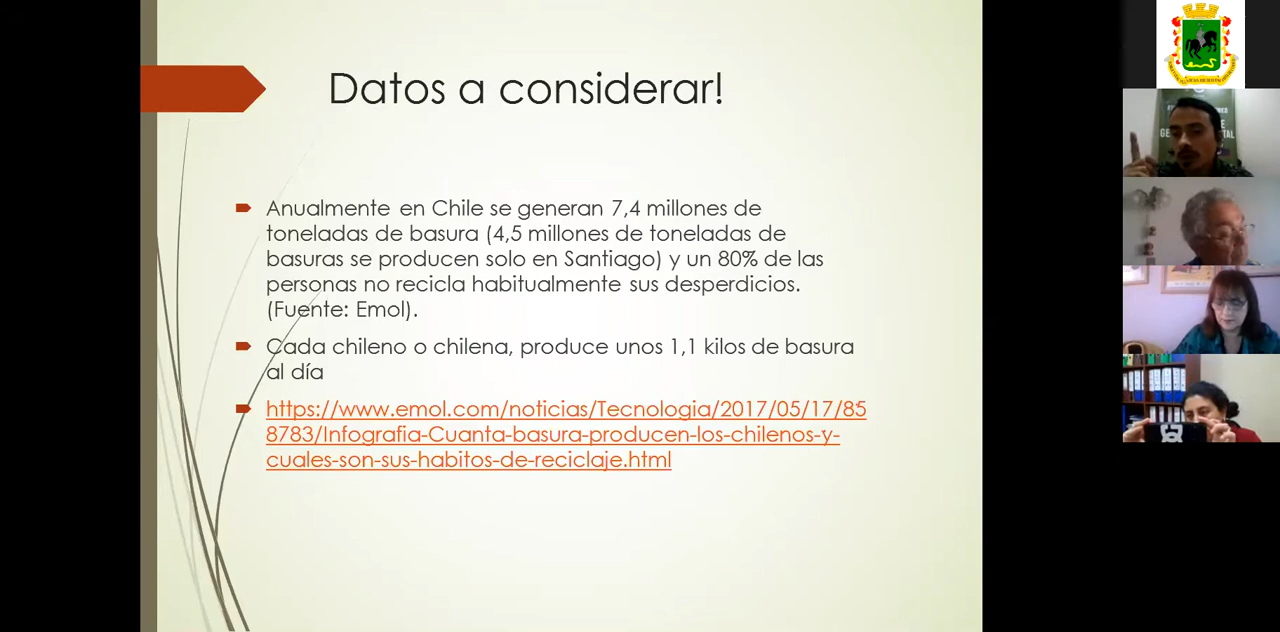 Datos a considerar!
Anualmente en Chile se generan 7,4 millones de
toneladas de basura (4,5 millones de toneladas de
basuras se producen solo en Santiago) y un 80% de las
personas no recicla habitualmente sus desperdicios.
(Fuente: Emol).
Cada chileno o chilena, produce unos 1,1 kilos de basura
al día
https://www.emol.com/noticias/Tecnologia/2017/05/17/85
8783/Infografia-Cuanta-basura-producen-los-chilenos-y-
cuales-son-sus-habitos-de-reciclaje.html